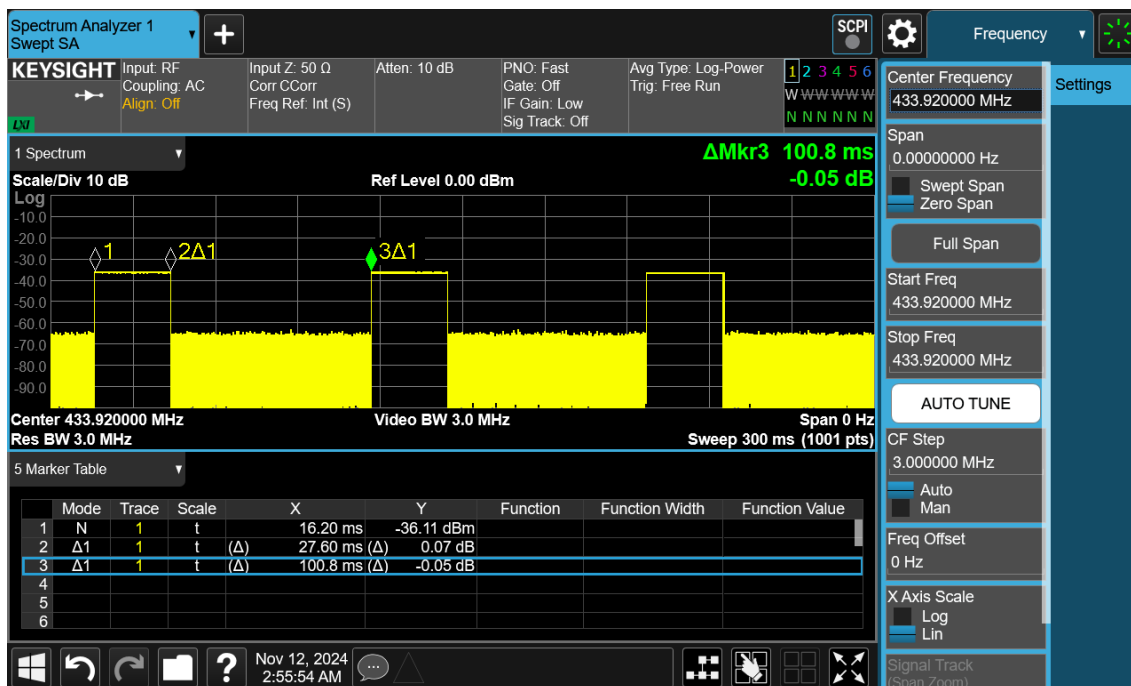 Spectrum Analyzer 1
Swept SA
+
SCPI
Frequency
KEYSIGHT
LXI
Input: RF
Coupling: AC
Align: Off
Input Z: 50 Ω
Corr CCorr
Freq Ref: Int (S)
Atten: 10 dB
PNO: Fast
Gate: Off
IF Gain: Low
Sig Track: Off
Avg Type: Log-Power
Trig: Free Run
1 2 3 4 5 6
W W W W W W
N N N N N N
1 Spectrum
ΔMkr3 100.8 ms
-0.05 dB
Scale/Div 10 dB
Ref Level 0.00 dBm
Log
-10.0
-20.0
-30.0
-40.0
-50.0
-60.0
-70.0
-80.0
-90.0
1
2Δ1
3Δ1
Center 433.920000 MHz
Video BW 3.0 MHz
Span 0 Hz
Res BW 3.0 MHz
Sweep 300 ms (1001 pts)
5 Marker Table
Mode Trace Scale X Y Function Function Width Function Value
1 N 1 t 16.20 ms -36.11 dBm
2 Δ1 1 t (Δ) 27.60 ms (Δ) 0.07 dB
3 Δ1 1 t (Δ) 100.8 ms (Δ) -0.05 dB
4
5
6
Nov 12, 2024
2:55:54 AM
?
Center Frequency
433.920000 MHz
Settings
Span
0.00000000 Hz
Swept Span
Zero Span
Full Span
Start Freq
433.920000 MHz
Stop Freq
433.920000 MHz
AUTO TUNE
CF Step
3.000000 MHz
Auto
Man
Freq Offset
0 Hz
X Axis Scale
Log
Lin
Signal Track
(Span Zoom)